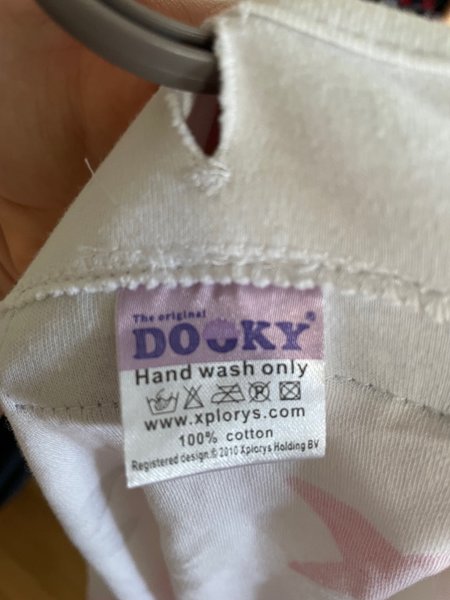 The original
DOOKY®
Hand wash only
www.xplorys.com
100% cotton
Registered design.© 2010 Xplorys Holding BV